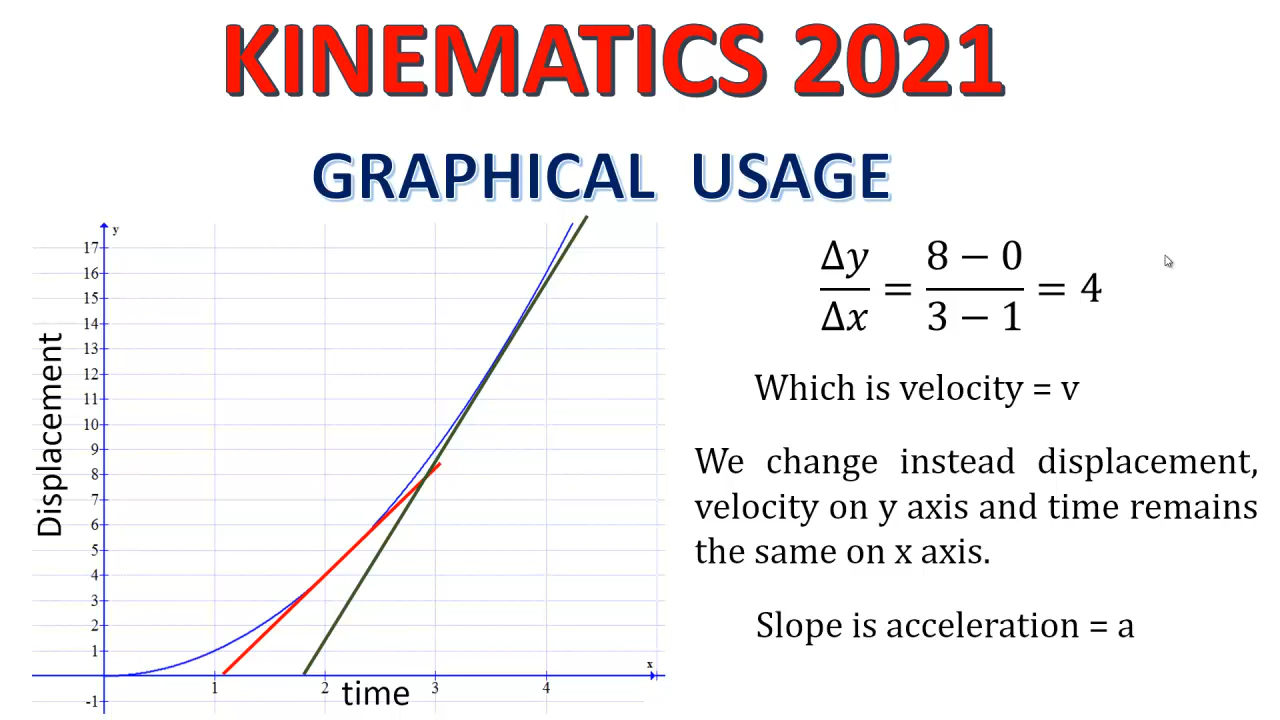 KINEMATICS 2021
GRAPHICAL USAGE
y
17
16
15
14
13
12
11
10
9
8
7
6
5
4
3
2
1
-1
Displacement
1
2
3
4
x
time
Δy/Δx = (8 − 0)/(3 − 1) = 4
Which is velocity = v
We change instead displacement,
velocity on y axis and time remains
the same on x axis.
Slope is acceleration = a